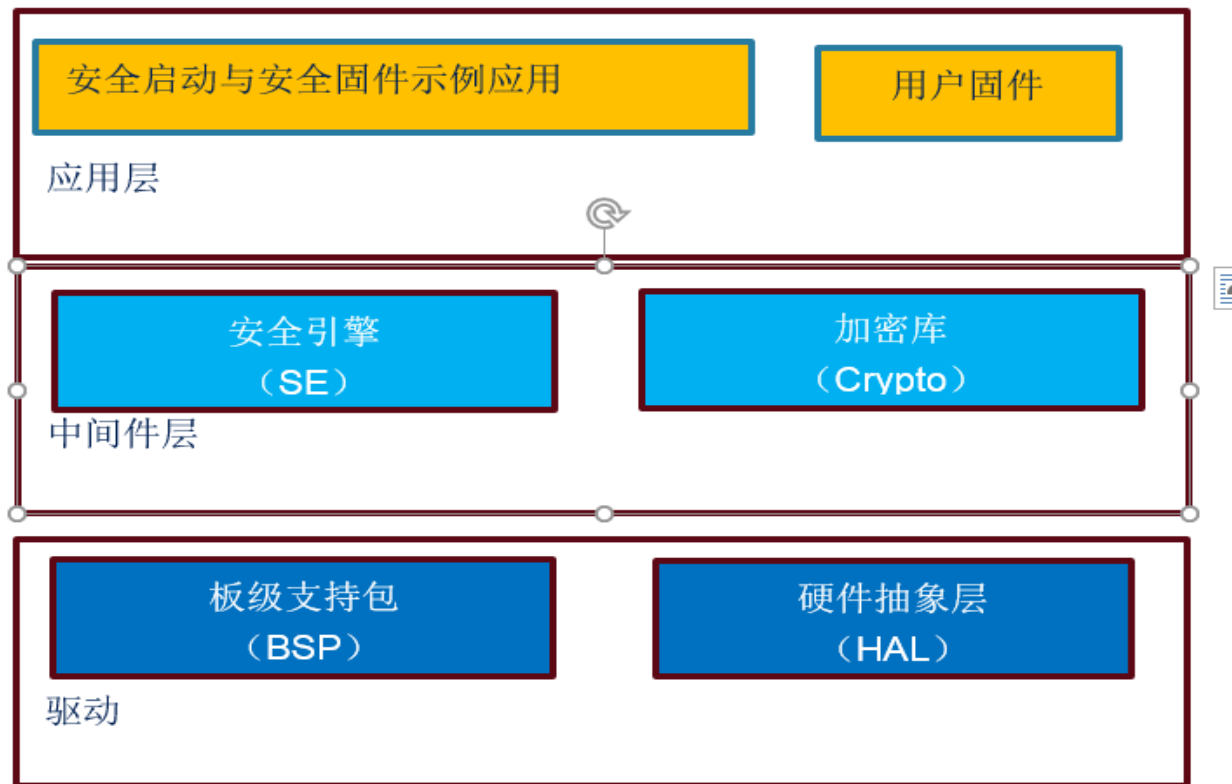 安全启动与安全固件示例应用
用户固件
应用层
安全引擎
（SE）
加密库
（Crypto）
中间件层
板级支持包
（BSP）
硬件抽象层
（HAL）
驱动